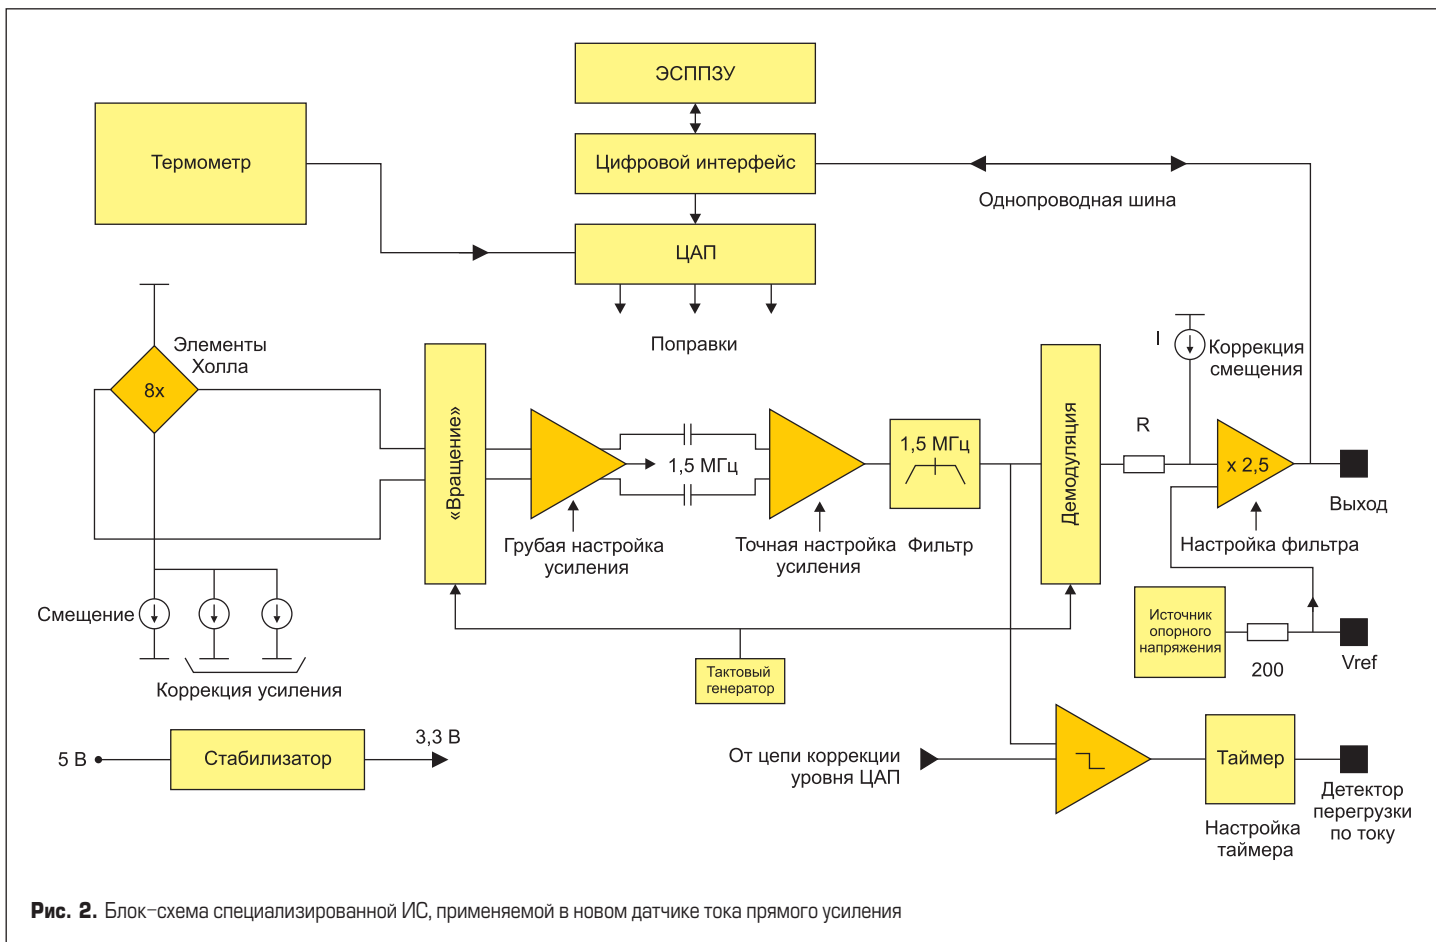 ЭСППЗУ
Термометр
Цифровой интерфейс
Однопроводная шина
ЦАП
Поправки
Элементы
Холла
8x
«Вращение»
1,5 МГц
Грубая настройка
усиления
Точная настройка
усиления
1,5 МГц
Фильтр
Демодуляция
R
I
Коррекция
смещения
x 2,5
Выход
Настройка фильтра
Смещение
Коррекция усиления
Тактовый
генератор
Источник
опорного
напряжения
200
Vref
5 В
Стабилизатор
3,3 В
От цепи коррекции
уровня ЦАП
Таймер
Настройка
таймера
Детектор
перегрузки
по току
Рис. 2. Блок-схема специализированной ИС, применяемой в новом датчике тока прямого усиления